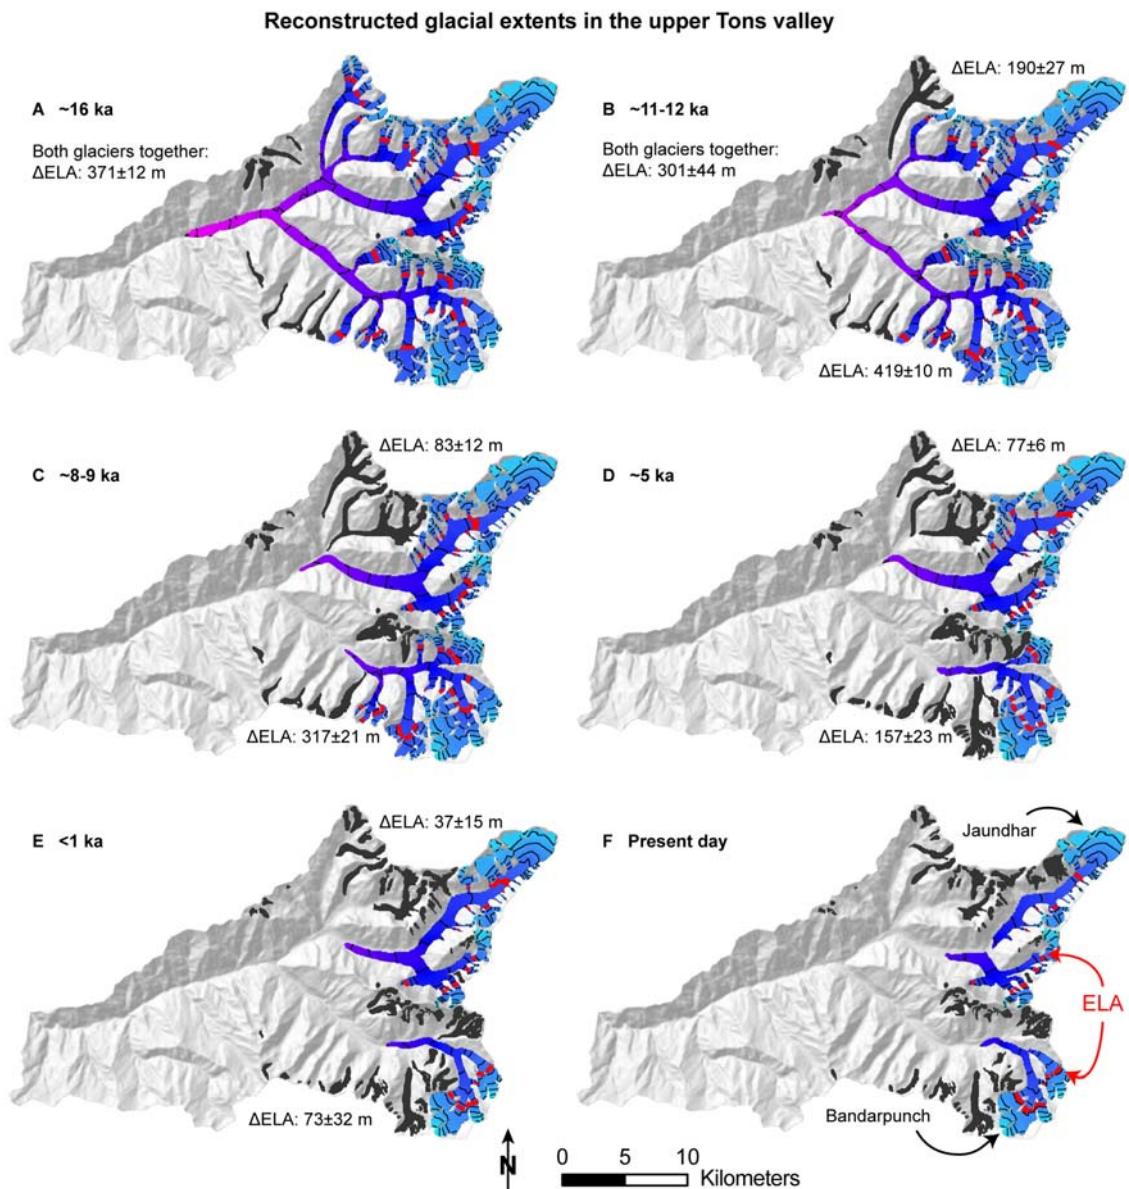 Reconstructed glacial extents in the upper Tons valley
A ~16 ka
Both glaciers together:
ΔELA: 371±12 m
B ~11-12 ka
ΔELA: 190±27 m
Both glaciers together:
ΔELA: 301±44 m
ΔELA: 419±10 m
C ~8-9 ka
ΔELA: 83±12 m
ΔELA: 317±21 m
D ~5 ka
ΔELA: 77±6 m
ΔELA: 157±23 m
E <1 ka
ΔELA: 37±15 m
ΔELA: 73±32 m
F Present day
Jaundhar
ELA
Bandarpunch
N
0 5 10
Kilometers